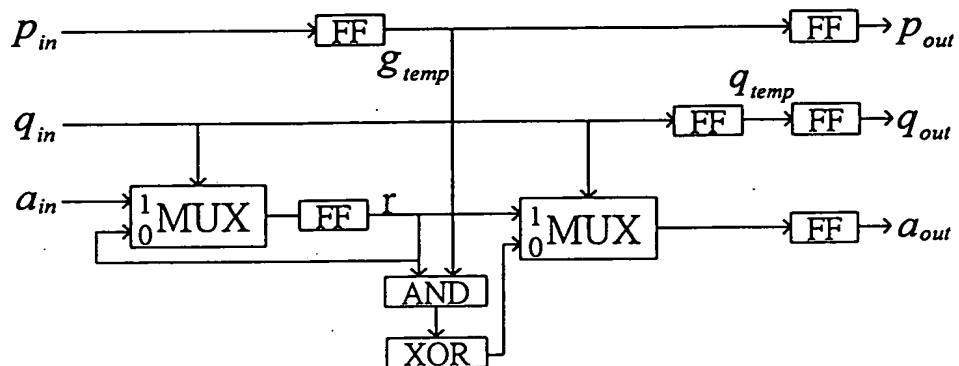 p_in FF FF p_out
g_temp
q_temp
q_in FF FF q_out
a_in 1 0 MUX FF r 1 0 MUX FF a_out
AND
XOR